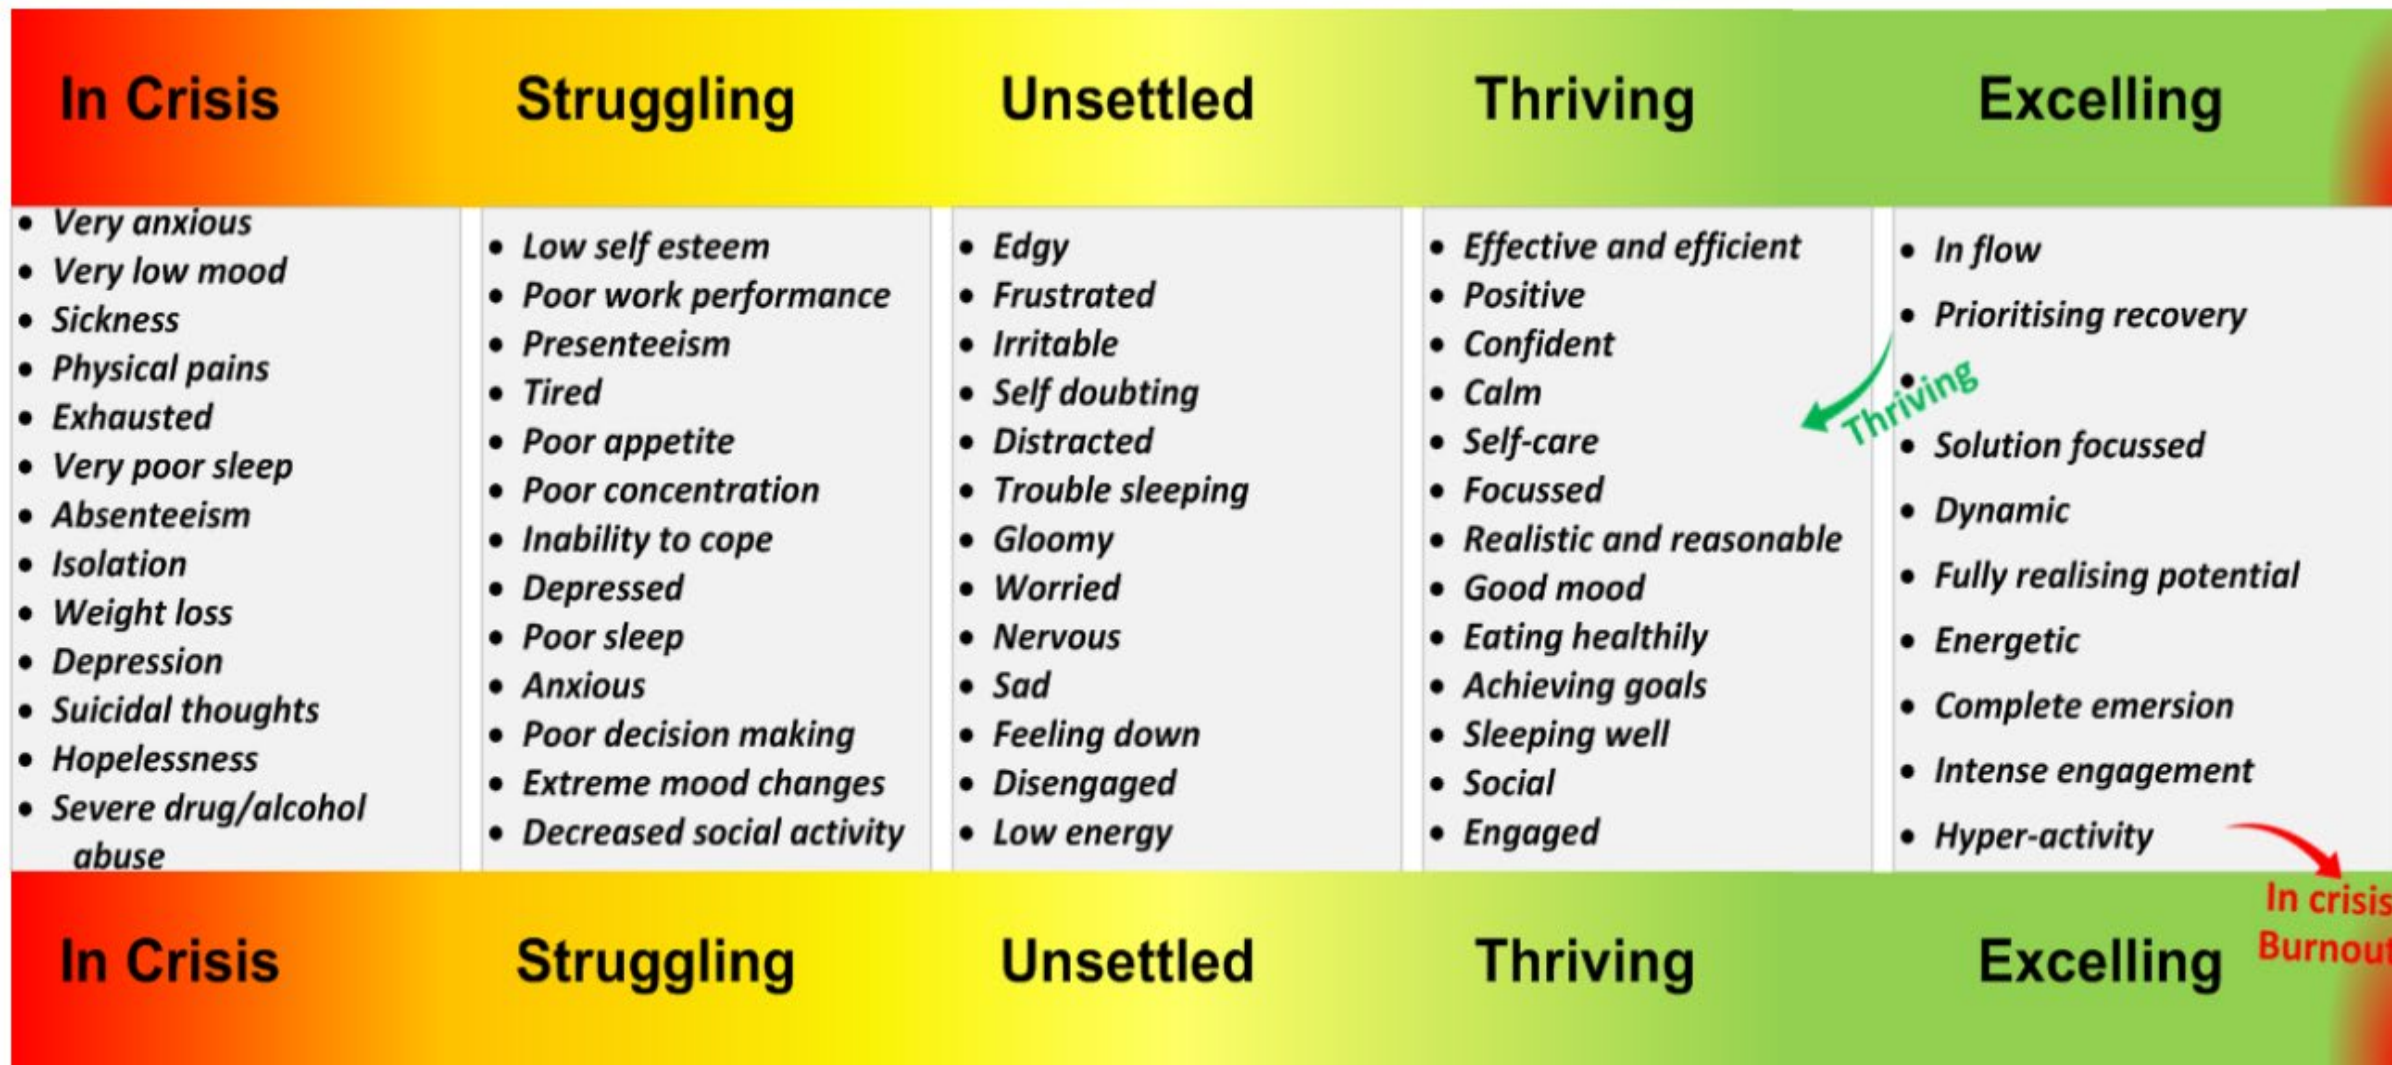 In Crisis
Struggling
Unsettled
Thriving
Excelling
• Very anxious
• Very low mood
• Sickness
• Physical pains
• Exhausted
• Very poor sleep
• Absenteeism
• Isolation
• Weight loss
• Depression
• Suicidal thoughts
• Hopelessness
• Severe drug/alcohol
abuse
• Low self esteem
• Poor work performance
• Presenteeism
• Tired
• Poor appetite
• Poor concentration
• Inability to cope
• Depressed
• Poor sleep
• Anxious
• Poor decision making
• Extreme mood changes
• Decreased social activity
• Edgy
• Frustrated
• Irritable
• Self doubting
• Distracted
• Trouble sleeping
• Gloomy
• Worried
• Nervous
• Sad
• Feeling down
• Disengaged
• Low energy
• Effective and efficient
• Positive
• Confident
• Calm
• Self-care
• Focussed
• Realistic and reasonable
• Good mood
• Eating healthily
• Achieving goals
• Sleeping well
• Social
• Engaged
• In flow
• Prioritising recovery
•
Thriving
• Solution focussed
• Dynamic
• Fully realising potential
• Energetic
• Complete emersion
• Intense engagement
• Hyper-activity
In crisis
Burnout
In Crisis
Struggling
Unsettled
Thriving
Excelling